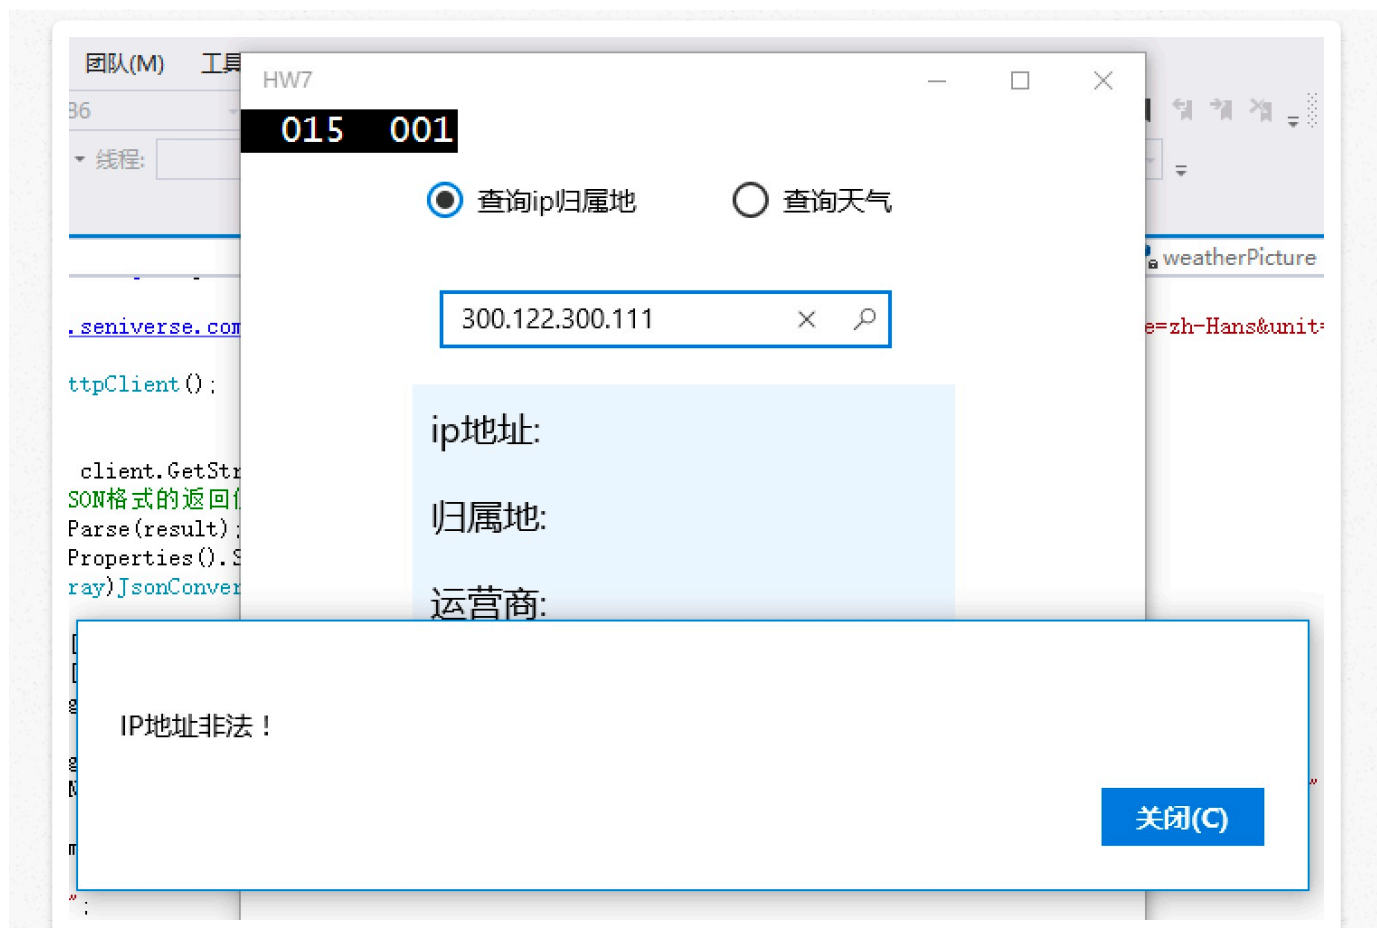 团队(M) 工具
HW7
86
015 001
线程:
查询ip归属地 查询天气
weatherPicture
300.122.300.111
.seniverse.com
e=zh-Hans&unit=
ttpClient();
ip地址:
client.GetStr
SON格式的返回
归属地:
Parse(result);
Properties().S
ray)JsonConver
运营商:
[
[
g
IP地址非法！
g
N
"
关闭(C)
m
";